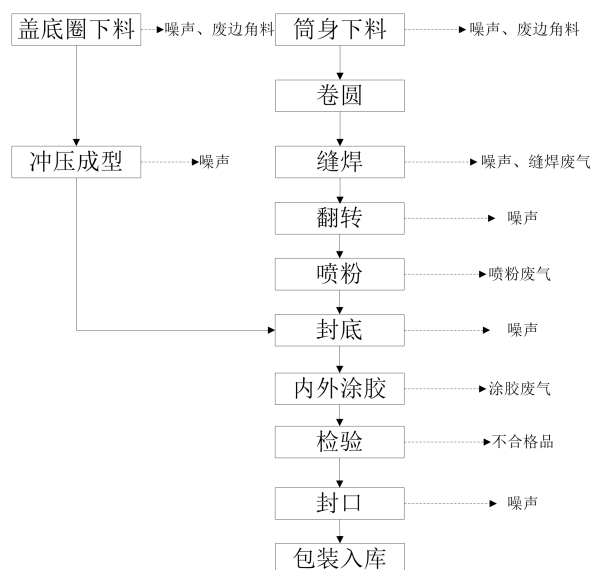 盖底圈下料
噪声、废边角料
筒身下料
噪声、废边角料
卷圆
冲压成型
噪声
缝焊
噪声、缝焊废气
翻转
噪声
喷粉
喷粉废气
封底
噪声
内外涂胶
涂胶废气
检验
不合格品
封口
噪声
包装入库